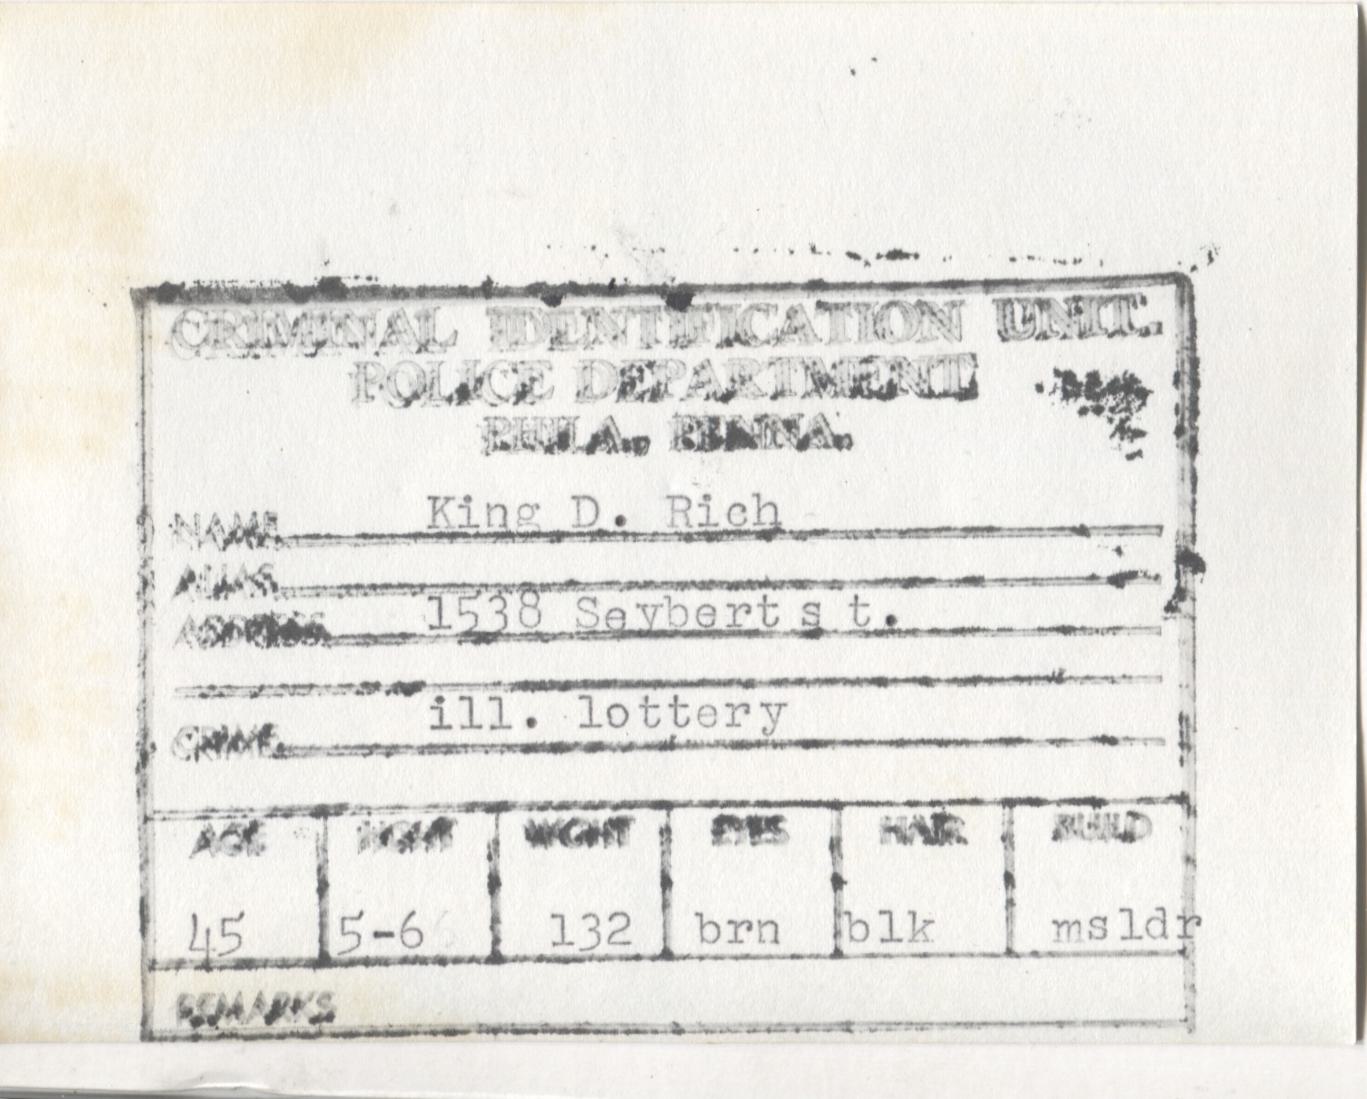 CRIMINAL IDENTIFICATION UNIT.
POLICE DEPARTMENT
PHILA., PENNA.
NAME King D. Rich
ALIAS
ADDRESS 1538 Seybert s t.
CRIME ill. lottery
AGE HGHT WGHT EYES HAIR BUILD
45 5-6 132 brn blk msldr
REMARKS